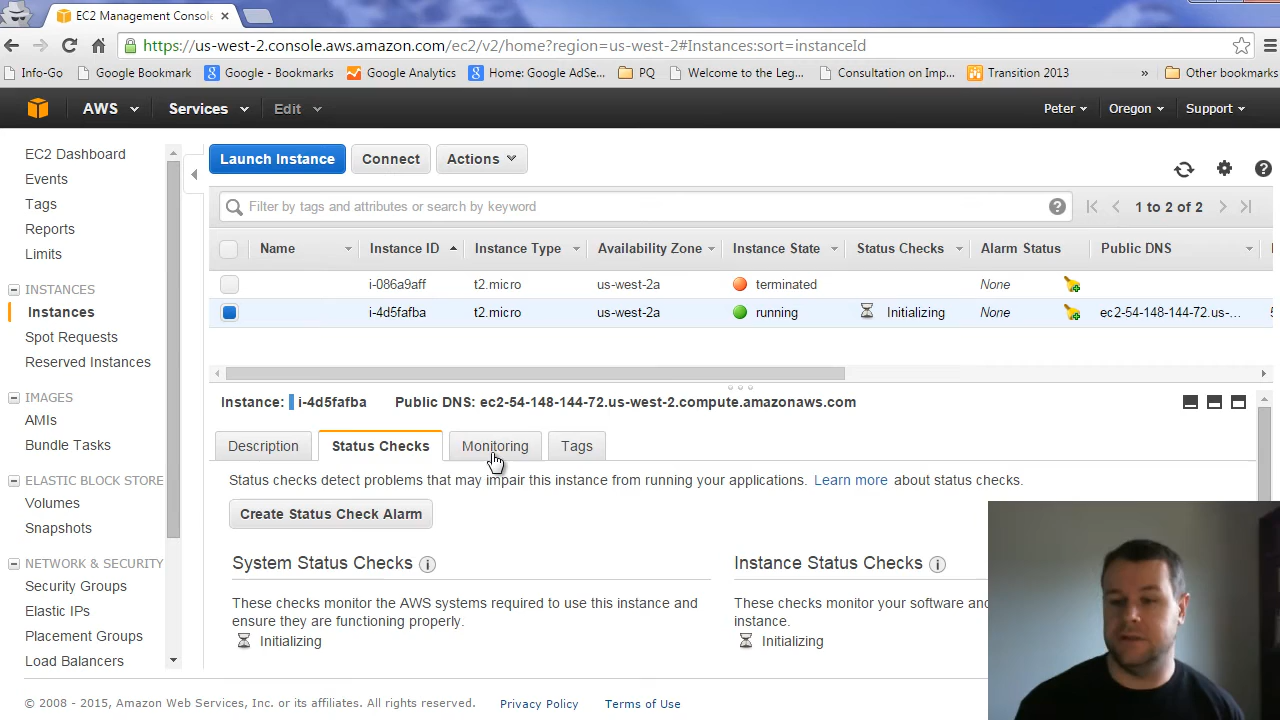 EC2 Management Conso
https://us-west-2.console.aws.amazon.com/ec2/v2/home?region=us-west-2#Instances:sort=instanceId
Info-Go Google Bookmark Google Bookmarks Google Analytics Home: Google AdSe... PQ Welcome to the Leg... Consultation on Imp... Transition 2013 » Other bookmarks
AWS Services Edit Peter Oregon Support
EC2 Dashboard
Events
Tags
Reports
Limits
INSTANCES
Instances
Spot Requests
Reserved Instances
IMAGES
AMIs
Bundle Tasks
ELASTIC BLOCK STORE
Volumes
Snapshots
NETWORK & SECURITY
Security Groups
Elastic IPs
Placement Groups
Load Balancers
Launch Instance Connect Actions
Filter by tags and attributes or search by keyword 1 to 2 of 2
Name Instance ID Instance Type Availability Zone Instance State Status Checks Alarm Status Public DNS
i-086a9aff t2.micro us-west-2a terminated None
i-4d5fafba t2.micro us-west-2a running Initializing None ec2-54-148-144-72.us-...
Instance: i-4d5fafba Public DNS: ec2-54-148-144-72.us-west-2.compute.amazonaws.com
Description Status Checks Monitoring Tags
Status checks detect problems that may impair this instance from running your applications. Learn more about status checks.
Create Status Check Alarm
System Status Checks
These checks monitor the AWS systems required to use this instance and
ensure they are functioning properly.
Initializing
Instance Status Checks
These checks monitor your software and
instance.
Initializing
© 2008 - 2015, Amazon Web Services, Inc. or its affiliates. All rights reserved. Privacy Policy Terms of Use